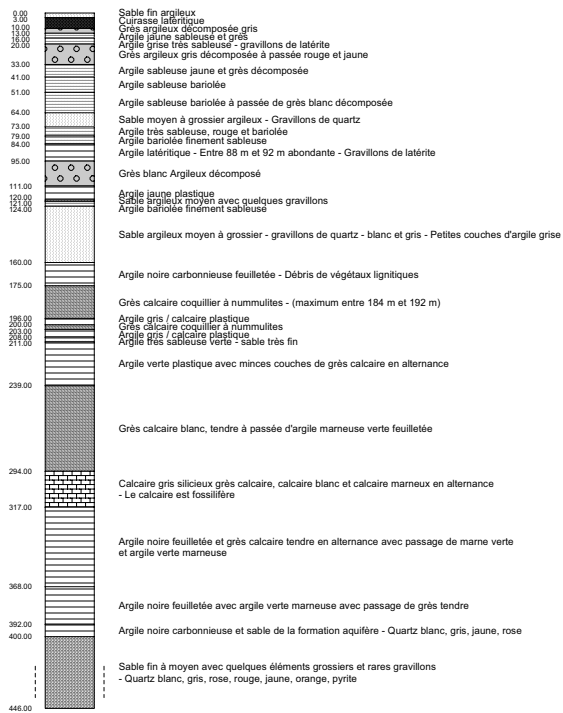 0.00 Sable fin argileux
3.00 Cuirasse latéritique
10.00 Grès argileux décomposée gris
13.00 Argile jaune sableuse et grès
16.00 Argile grise très sableuse - gravillons de latérite
20.00 Grès argileux gris décomposée à passée rouge et jaune
33.00 Argile sableuse jaune et grès décomposée
41.00 Argile sableuse bariolée
51.00 Argile sableuse bariolée à passée de grès blanc décomposée
64.00 Sable moyen à grossier argileux - Gravillons de quartz
73.00 Argile très sableuse, rouge et bariolée
79.00 Argile bariolée finement sableuse
84.00 Argile latéritique - Entre 88 m et 92 m abondante - Gravillons de latérite
95.00 Grès blanc Argileux décomposé
111.00 Argile jaune plastique
120.00 Sable argileux moyen avec quelques gravillons
121.00 Argile bariolée finement sableuse
124.00 Sable argileux moyen à grossier - gravillons de quartz - blanc et gris - Petites couches d'argile grise
160.00 Argile noire carbonnieuse feuilletée - Débris de végétaux lignitiques
175.00 Grès calcaire coquillier à nummulites - (maximum entre 184 m et 192 m)
196.00 Argile gris / calcaire plastique
200.00 Grès calcaire coquillier à nummulites
203.00 Argile gris / calcaire plastique
208.00 Argile très sableuse verte - sable très fin
211.00 Argile verte plastique avec minces couches de grès calcaire en alternance
239.00 Grès calcaire blanc, tendre à passée d'argile marneuse verte feuilletée
294.00 Calcaire gris silicieux grès calcaire, calcaire blanc et calcaire marneux en alternance
- Le calcaire est fossilifère
317.00 Argile noire feuilletée et grès calcaire tendre en alternance avec passage de marne verte
et argile verte marneuse
368.00 Argile noire feuilletée avec argile verte marneuse avec passage de grès tendre
392.00 Argile noire carbonnieuse et sable de la formation aquifère - Quartz blanc, gris, jaune, rose
400.00 Sable fin à moyen avec quelques éléments grossiers et rares gravillons
- Quartz blanc, gris, rose, rouge, jaune, orange, pyrite
446.00